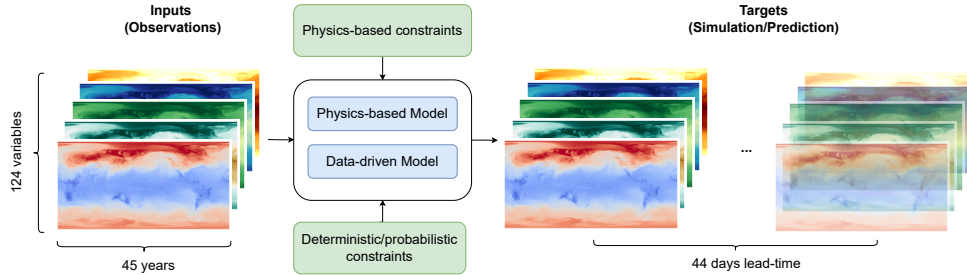 Inputs
(Observations)
124 variables
45 years
Physics-based constraints
Physics-based Model
Data-driven Model
Deterministic/probabilistic
constraints
Targets
(Simulation/Prediction)
...
44 days lead-time